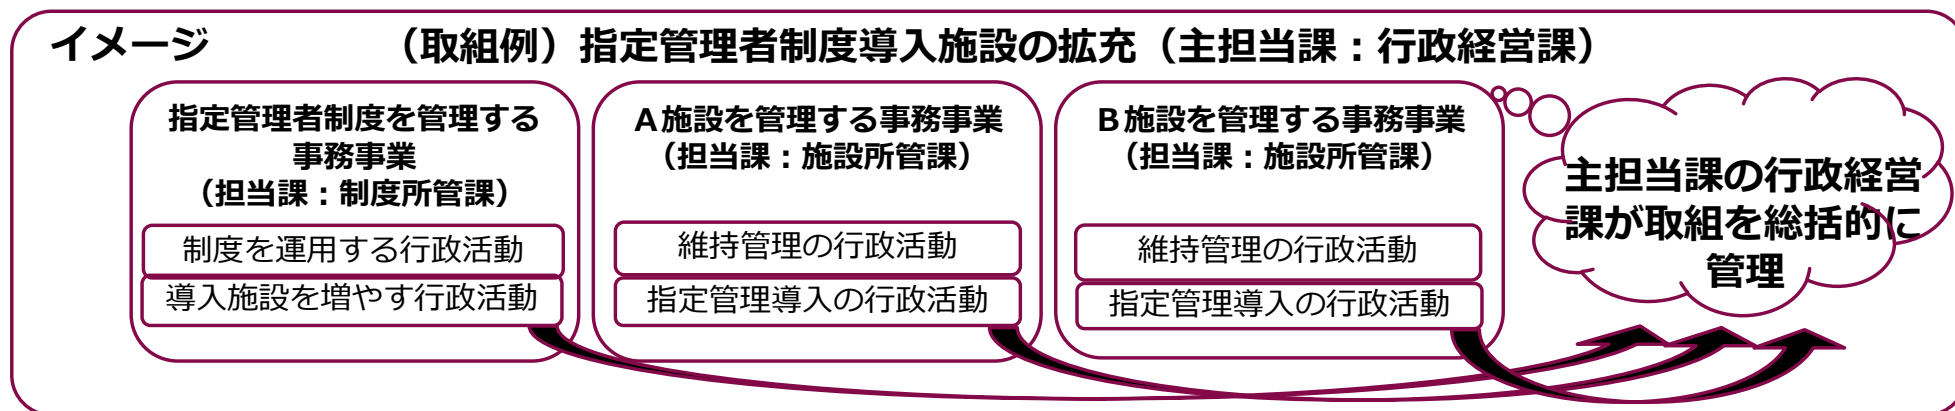 イメージ　（取組例）指定管理者制度導入施設の拡充（主担当課：行政経営課）
指定管理者制度を管理する
事務事業
（担当課：制度所管課）
制度を運用する行政活動
導入施設を増やす行政活動
A施設を管理する事務事業
（担当課：施設所管課）
維持管理の行政活動
指定管理導入の行政活動
B施設を管理する事務事業
（担当課：施設所管課）
維持管理の行政活動
指定管理導入の行政活動
主担当課の行政経営
課が取組を総括的に
管理